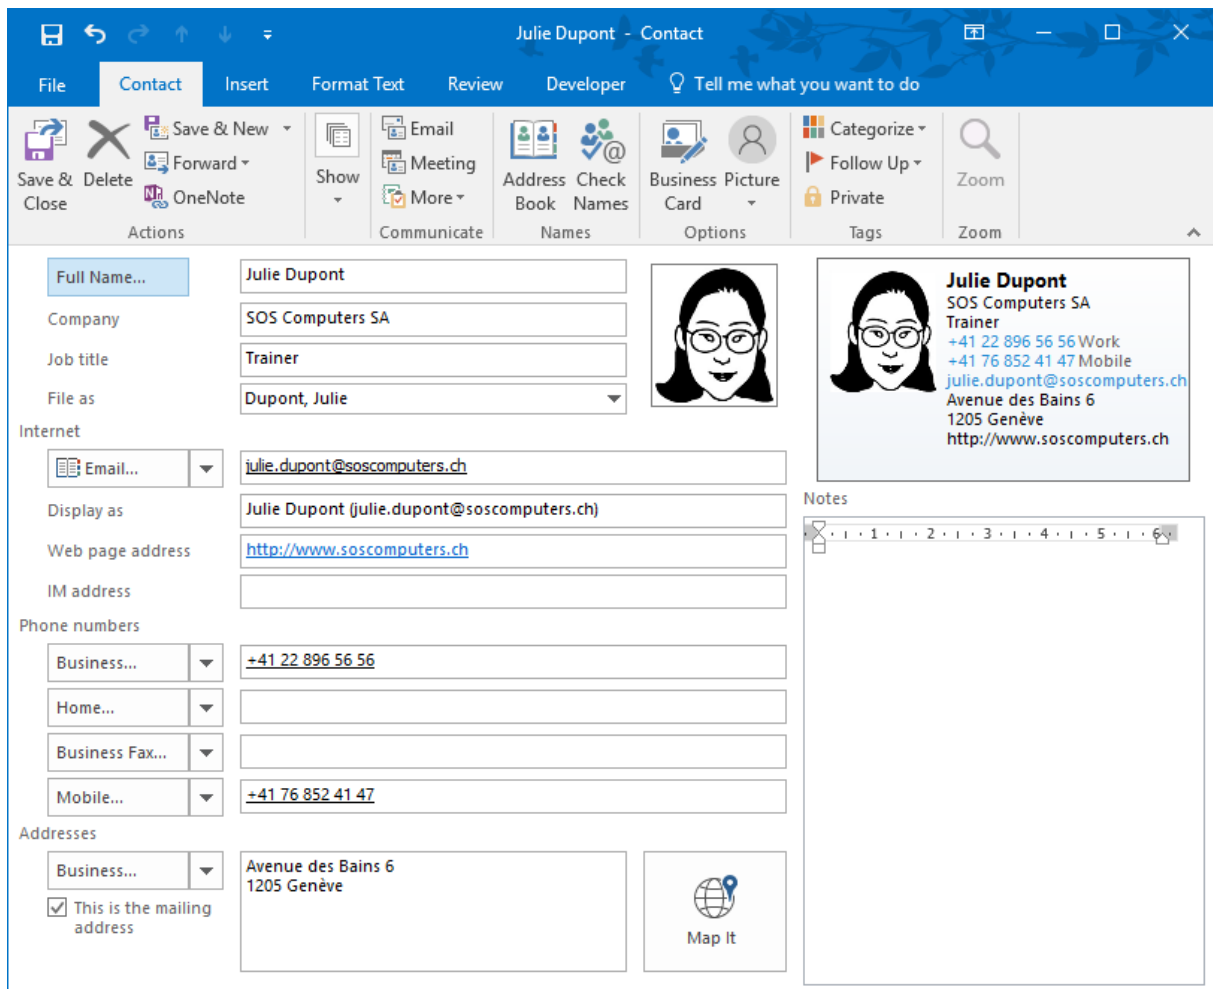 Julie Dupont - Contact
File Contact Insert Format Text Review Developer Tell me what you want to do
Save & Close
Delete
Save & New
Forward
OneNote
Actions
Show
Email
Meeting
More
Communicate
Address Book
Check Names
Names
Business Card
Picture
Options
Categorize
Follow Up
Private
Tags
Zoom
Zoom
Full Name... Julie Dupont
Company SOS Computers SA
Job title Trainer
File as Dupont, Julie
Internet
Email... julie.dupont@soscomputers.ch
Display as Julie Dupont (julie.dupont@soscomputers.ch)
Web page address http://www.soscomputers.ch
IM address
Phone numbers
Business... +41 22 896 56 56
Home...
Business Fax...
Mobile... +41 76 852 41 47
Addresses
Business... Avenue des Bains 6
1205 Genève
This is the mailing
address
Map It
Julie Dupont
SOS Computers SA
Trainer
+41 22 896 56 56 Work
+41 76 852 41 47 Mobile
julie.dupont@soscomputers.ch
Avenue des Bains 6
1205 Genève
http://www.soscomputers.ch
Notes
1 2 3 4 5 6